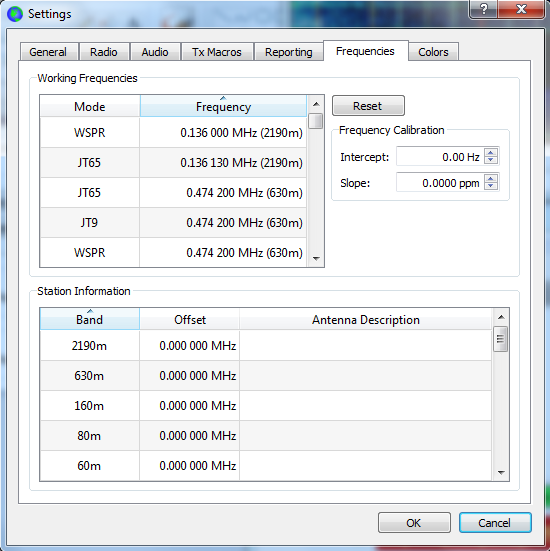 Settings
General Radio Audio Tx Macros Reporting Frequencies Colors
Working Frequencies
Mode Frequency
WSPR 0.136 000 MHz (2190m)
JT65 0.136 130 MHz (2190m)
JT65 0.474 200 MHz (630m)
JT9 0.474 200 MHz (630m)
WSPR 0.474 200 MHz (630m)
Reset
Frequency Calibration
Intercept: 0.00 Hz
Slope: 0.0000 ppm
Station Information
Band Offset Antenna Description
2190m 0.000 000 MHz
630m 0.000 000 MHz
160m 0.000 000 MHz
80m 0.000 000 MHz
60m 0.000 000 MHz
OK Cancel